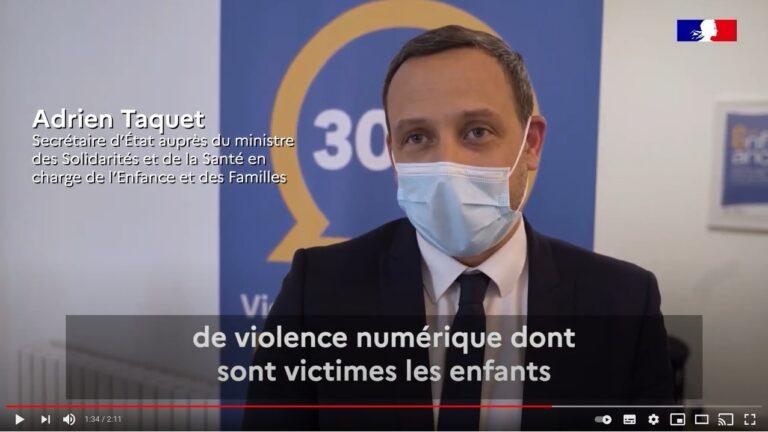 Adrien Taquet
Secrétaire d'État auprès du ministre
des Solidarités et de la Santé en
charge de l'Enfance et des Familles
30
Vi
de violence numérique dont
sont victimes les enfants
1:34 / 2:11